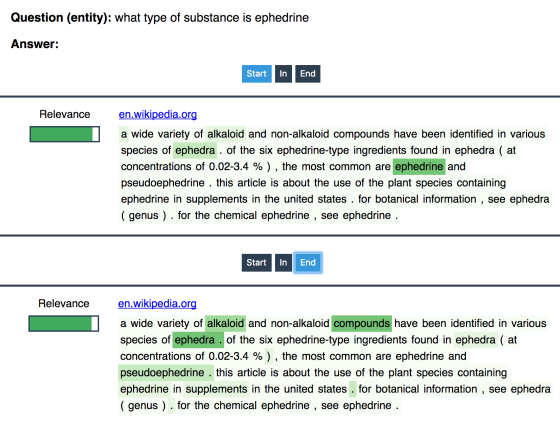 Question (entity): what type of substance is ephedrine
Answer:
Start In End
Relevance en.wikipedia.org
a wide variety of alkaloid and non-alkaloid compounds have been identified in various
species of ephedra . of the six ephedrine-type ingredients found in ephedra ( at
concentrations of 0.02-3.4 % ) , the most common are ephedrine and
pseudoephedrine . this article is about the use of the plant species containing
ephedrine in supplements in the united states . for botanical information , see ephedra
( genus ) . for the chemical ephedrine , see ephedrine .
Start In End
Relevance en.wikipedia.org
a wide variety of alkaloid and non-alkaloid compounds have been identified in various
species of ephedra . of the six ephedrine-type ingredients found in ephedra ( at
concentrations of 0.02-3.4 % ) , the most common are ephedrine and
pseudoephedrine . this article is about the use of the plant species containing
ephedrine in supplements in the united states . for botanical information , see ephedra
( genus ) . for the chemical ephedrine , see ephedrine .